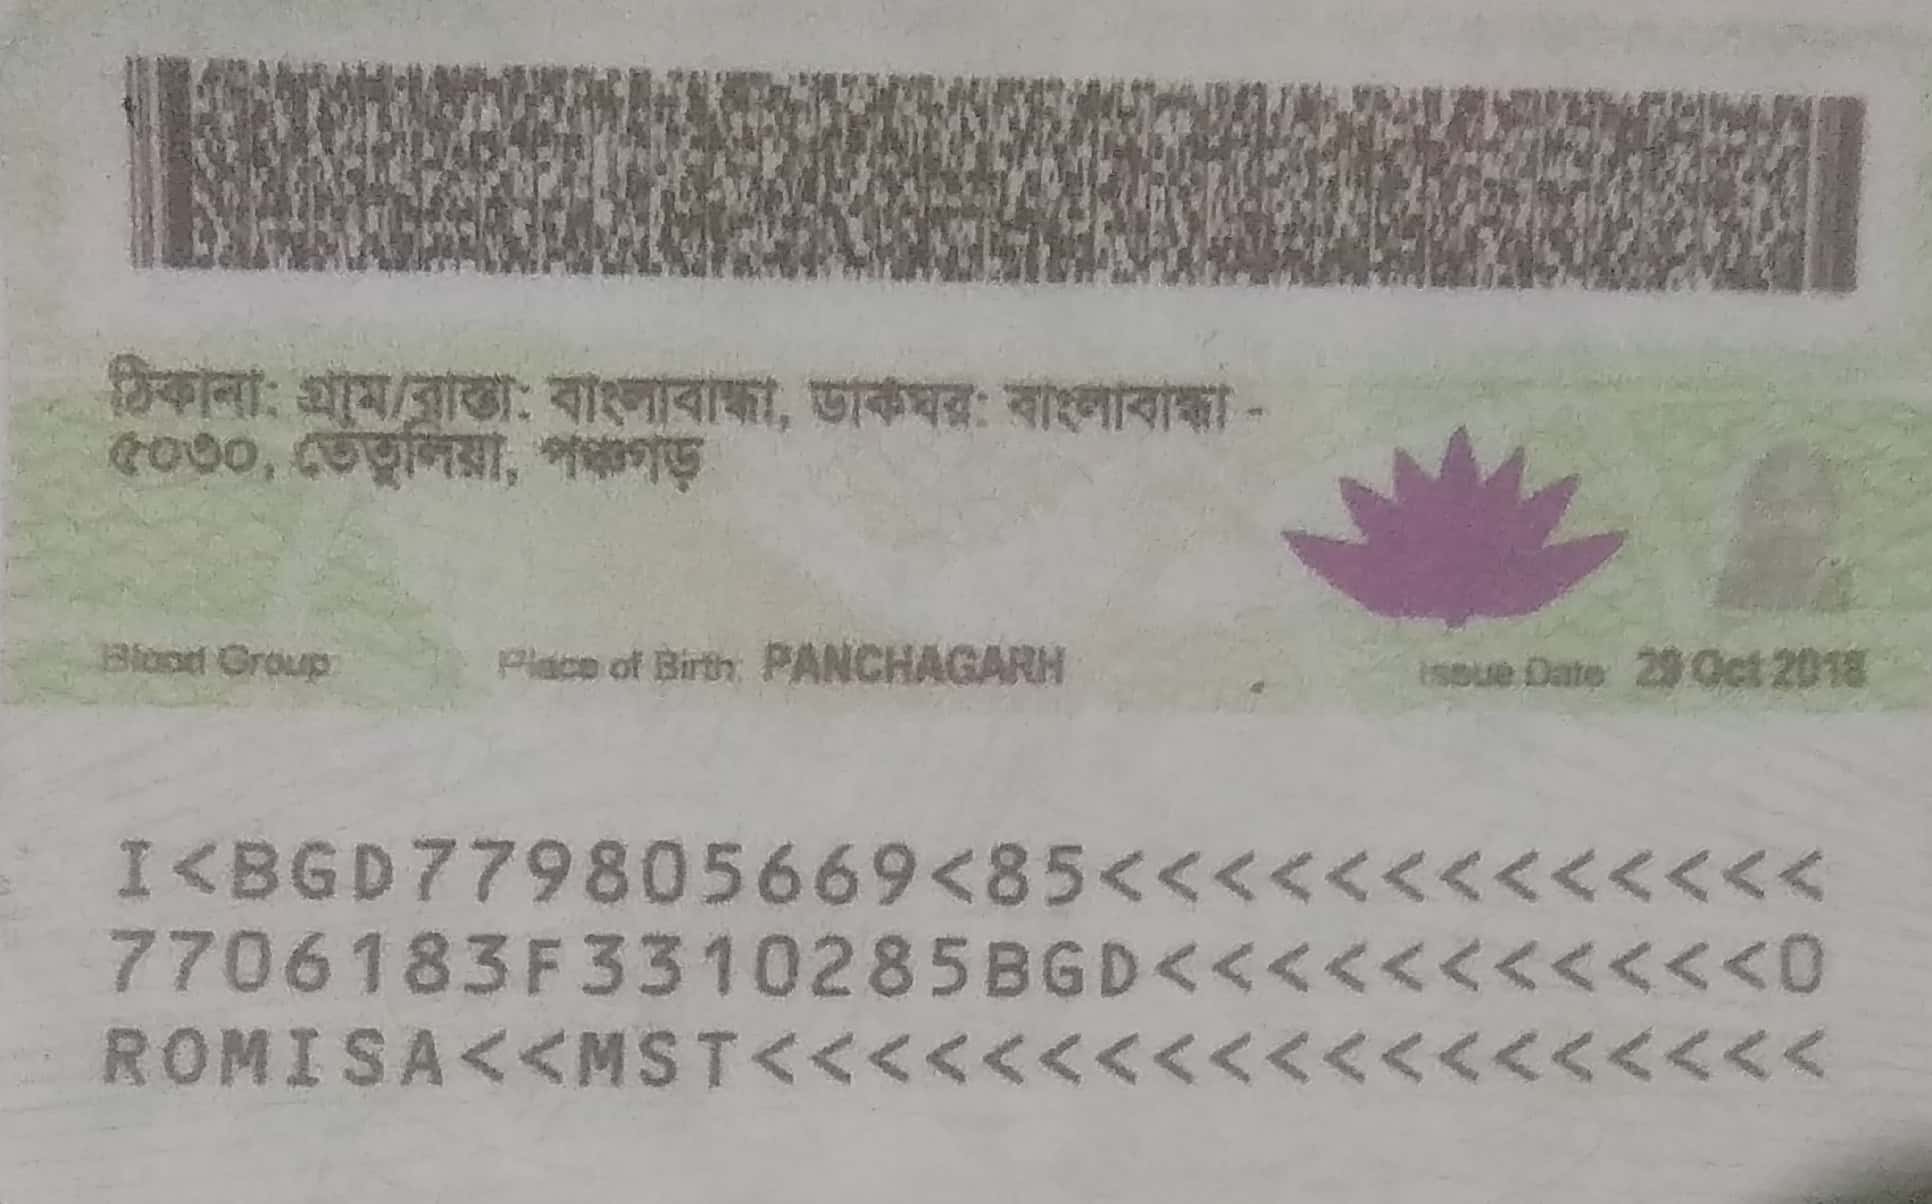 ঠিকানা: গ্রাম/রাস্তা: বাংলাবান্ধা, ডাকঘর: বাংলাবান্ধা -
৫০৩০, তেতুলিয়া, পঞ্চগড়
Blood Group Place of Birth: PANCHAGARH Issue Date 29 Oct 2018
I<BGD779805669<85<<<<<<<<<<<<<
7706183F3310285BGD<<<<<<<<<<<0
ROMISA<<MST<<<<<<<<<<<<<<<<<<<